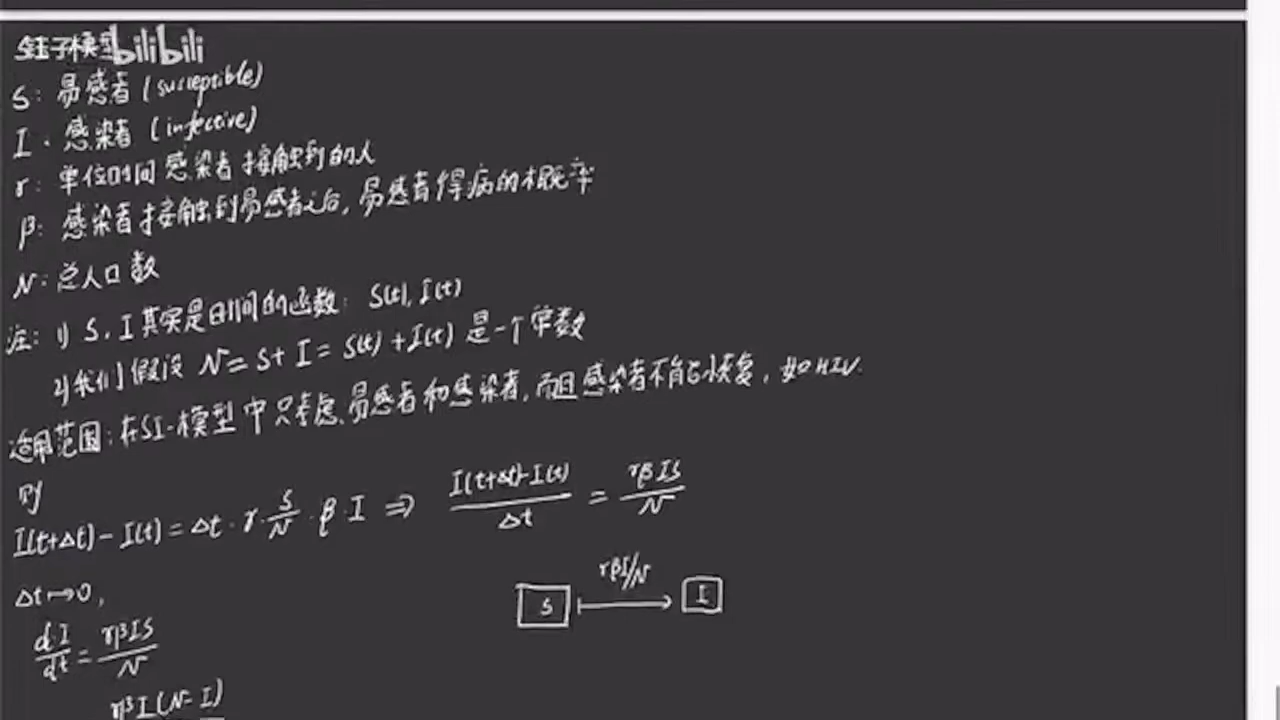 bilibili
S: 易感者 (susceptible)
I. 感染者 (infective)
r: 单位时间感染者接触到的人
β: 感染者接触到易感者之后, 易感者得病的概率
N: 总人口数
注: 1) S, I 其实是时间的函数: S(t), I(t)
2) 我们假设 N = S + I = S(t) + I(t) 是一个常数
适用范围: 在SI-模型中只考虑易感者和感染者, 而且感染者不能恢复, 如HIV.
则
I(t+Δt) - I(t) = Δt · r · S/N · β · I ⇒ I(t+Δt)-I(t)/Δt = rβIS/N
Δt→0,
rβI/N
S → I
dI/dt = rβIS/N
rβI(N-I)